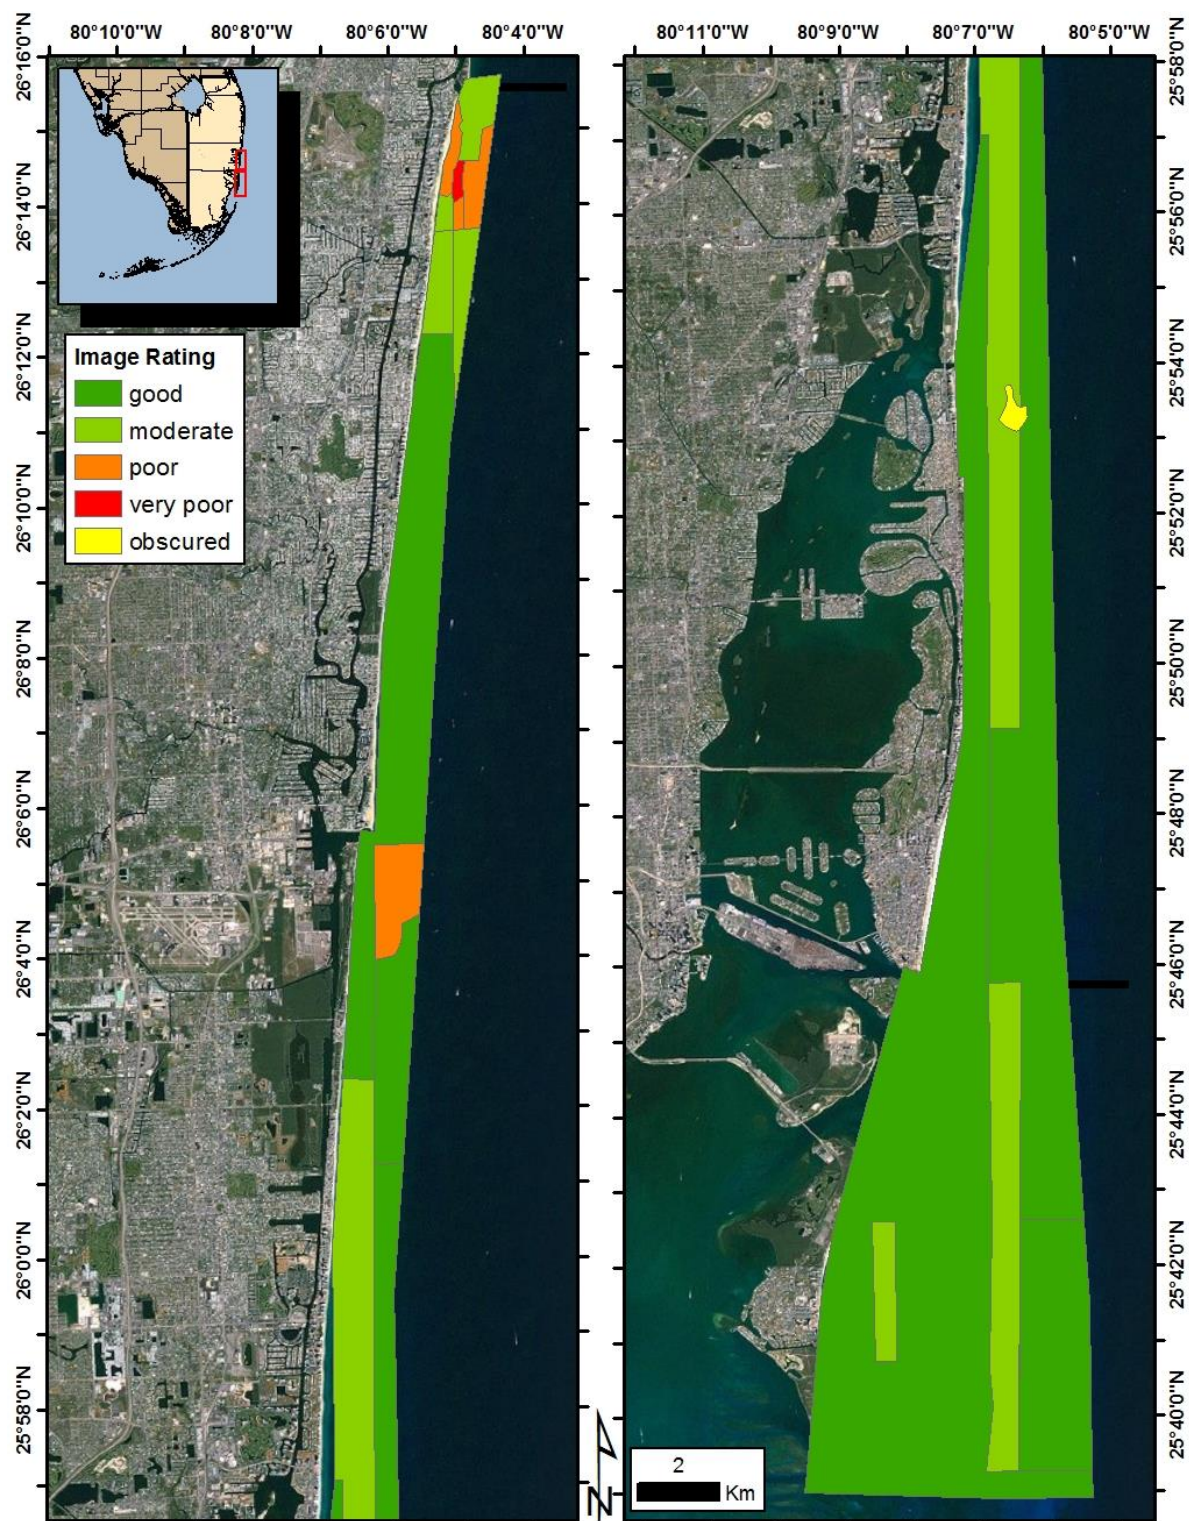 80°10'0"W 80°8'0"W 80°6'0"W 80°4'0"W
80°11'0"W 80°9'0"W 80°7'0"W 80°5'0"W
26°16'0"N
26°14'0"N
26°12'0"N
26°10'0"N
26°8'0"N
26°6'0"N
26°4'0"N
26°2'0"N
26°0'0"N
25°58'0"N
Image Rating
good
moderate
poor
very poor
obscured
25°58'0"N
25°56'0"N
25°54'0"N
25°52'0"N
25°50'0"N
25°48'0"N
25°46'0"N
25°44'0"N
25°42'0"N
25°40'0"N
N
2
Km